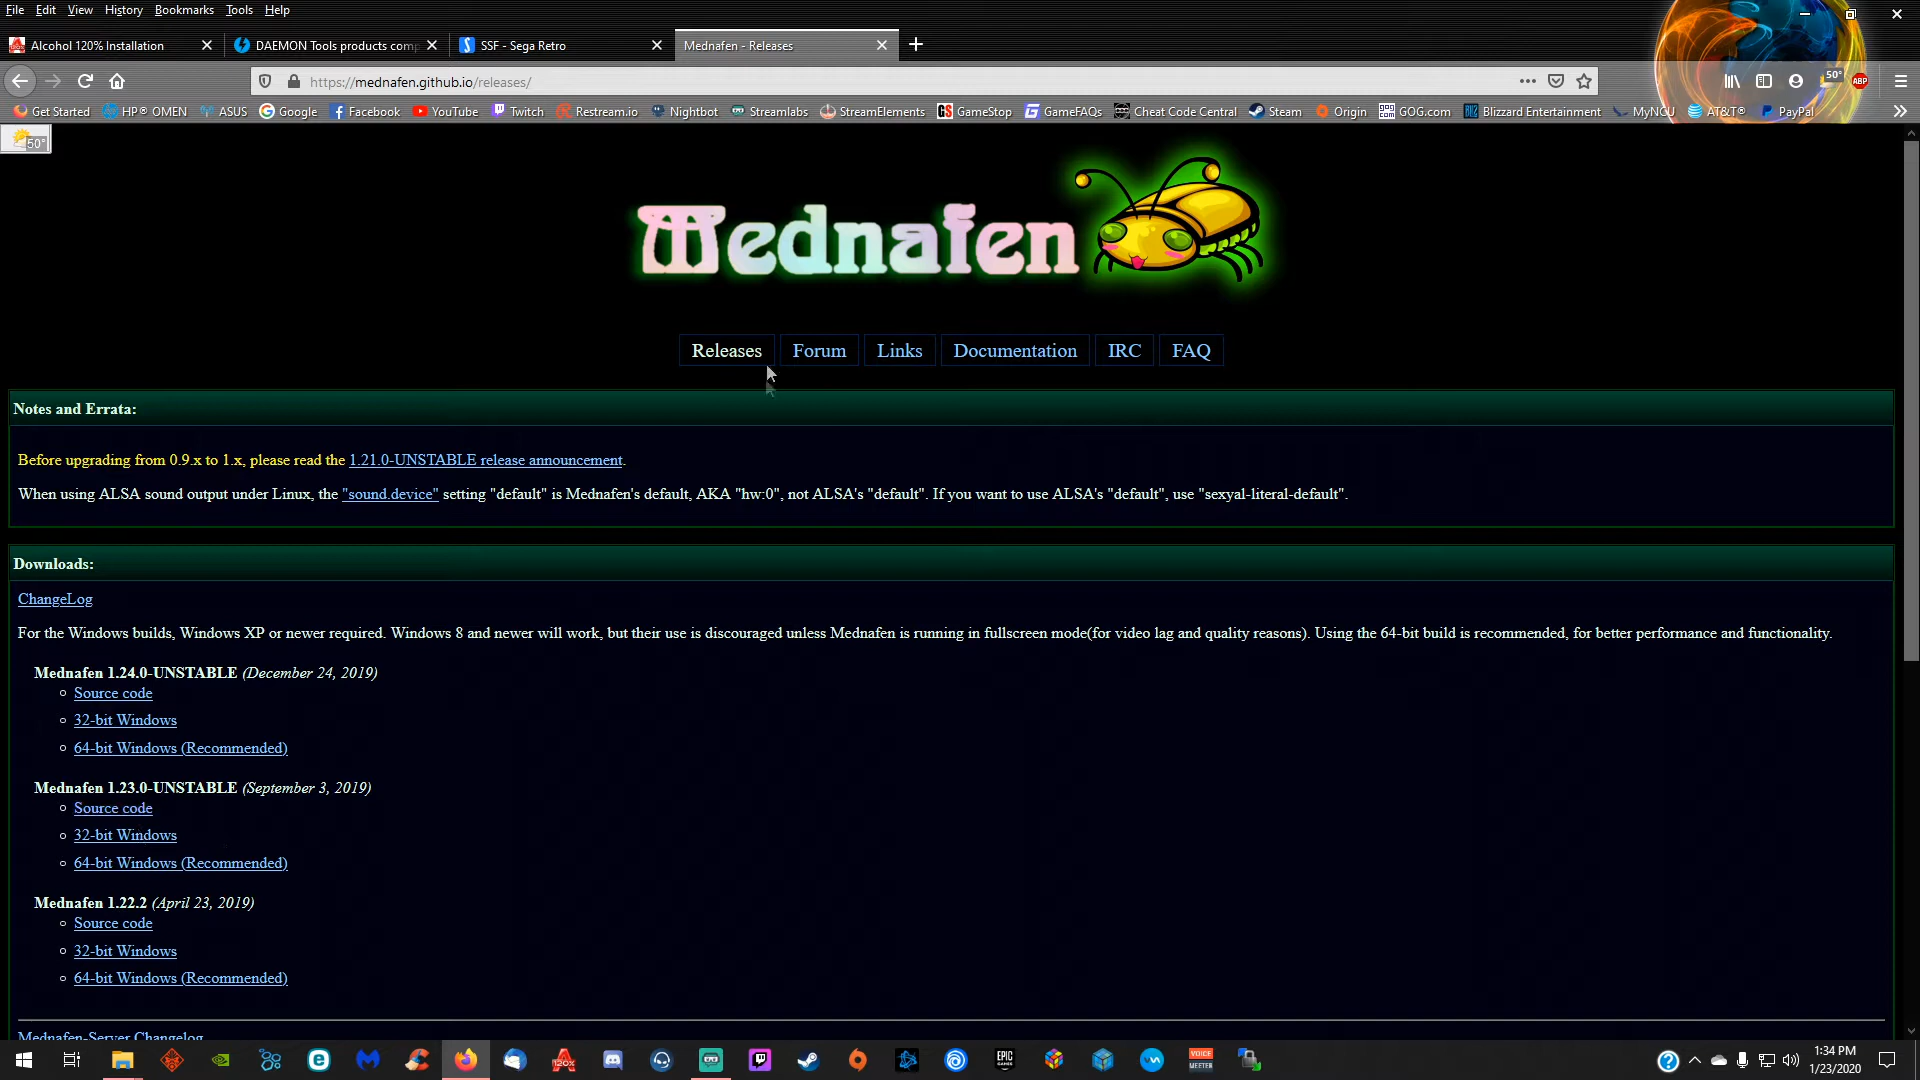 File Edit View History Bookmarks Tools Help
Alcohol 120% Installation
DAEMON Tools products comp
SSF - Sega Retro
Mednafen - Releases
https://mednafen.github.io/releases/
50°
ABP
Get Started HP® OMEN ASUS Google Facebook YouTube Twitch Restream.io Nightbot Streamlabs StreamElements GameStop GameFAQs Cheat Code Central Steam Origin GOG.com Blizzard Entertainment MyNCU AT&T® PayPal
50°
Mednafen
Releases Forum Links Documentation IRC FAQ
Notes and Errata:
Before upgrading from 0.9.x to 1.x, please read the 1.21.0-UNSTABLE release announcement.
When using ALSA sound output under Linux, the "sound.device" setting "default" is Mednafen's default, AKA "hw:0", not ALSA's "default". If you want to use ALSA's "default", use "sexyal-literal-default".
Downloads:
ChangeLog
For the Windows builds, Windows XP or newer required. Windows 8 and newer will work, but their use is discouraged unless Mednafen is running in fullscreen mode(for video lag and quality reasons). Using the 64-bit build is recommended, for better performance and functionality.
Mednafen 1.24.0-UNSTABLE (December 24, 2019)
Source code
32-bit Windows
64-bit Windows (Recommended)
Mednafen 1.23.0-UNSTABLE (September 3, 2019)
Source code
32-bit Windows
64-bit Windows (Recommended)
Mednafen 1.22.2 (April 23, 2019)
Source code
32-bit Windows
64-bit Windows (Recommended)
Mednafen-Server Changelog
120%
EPIC GAMES
VOICE MEETER
1:34 PM
1/23/2020